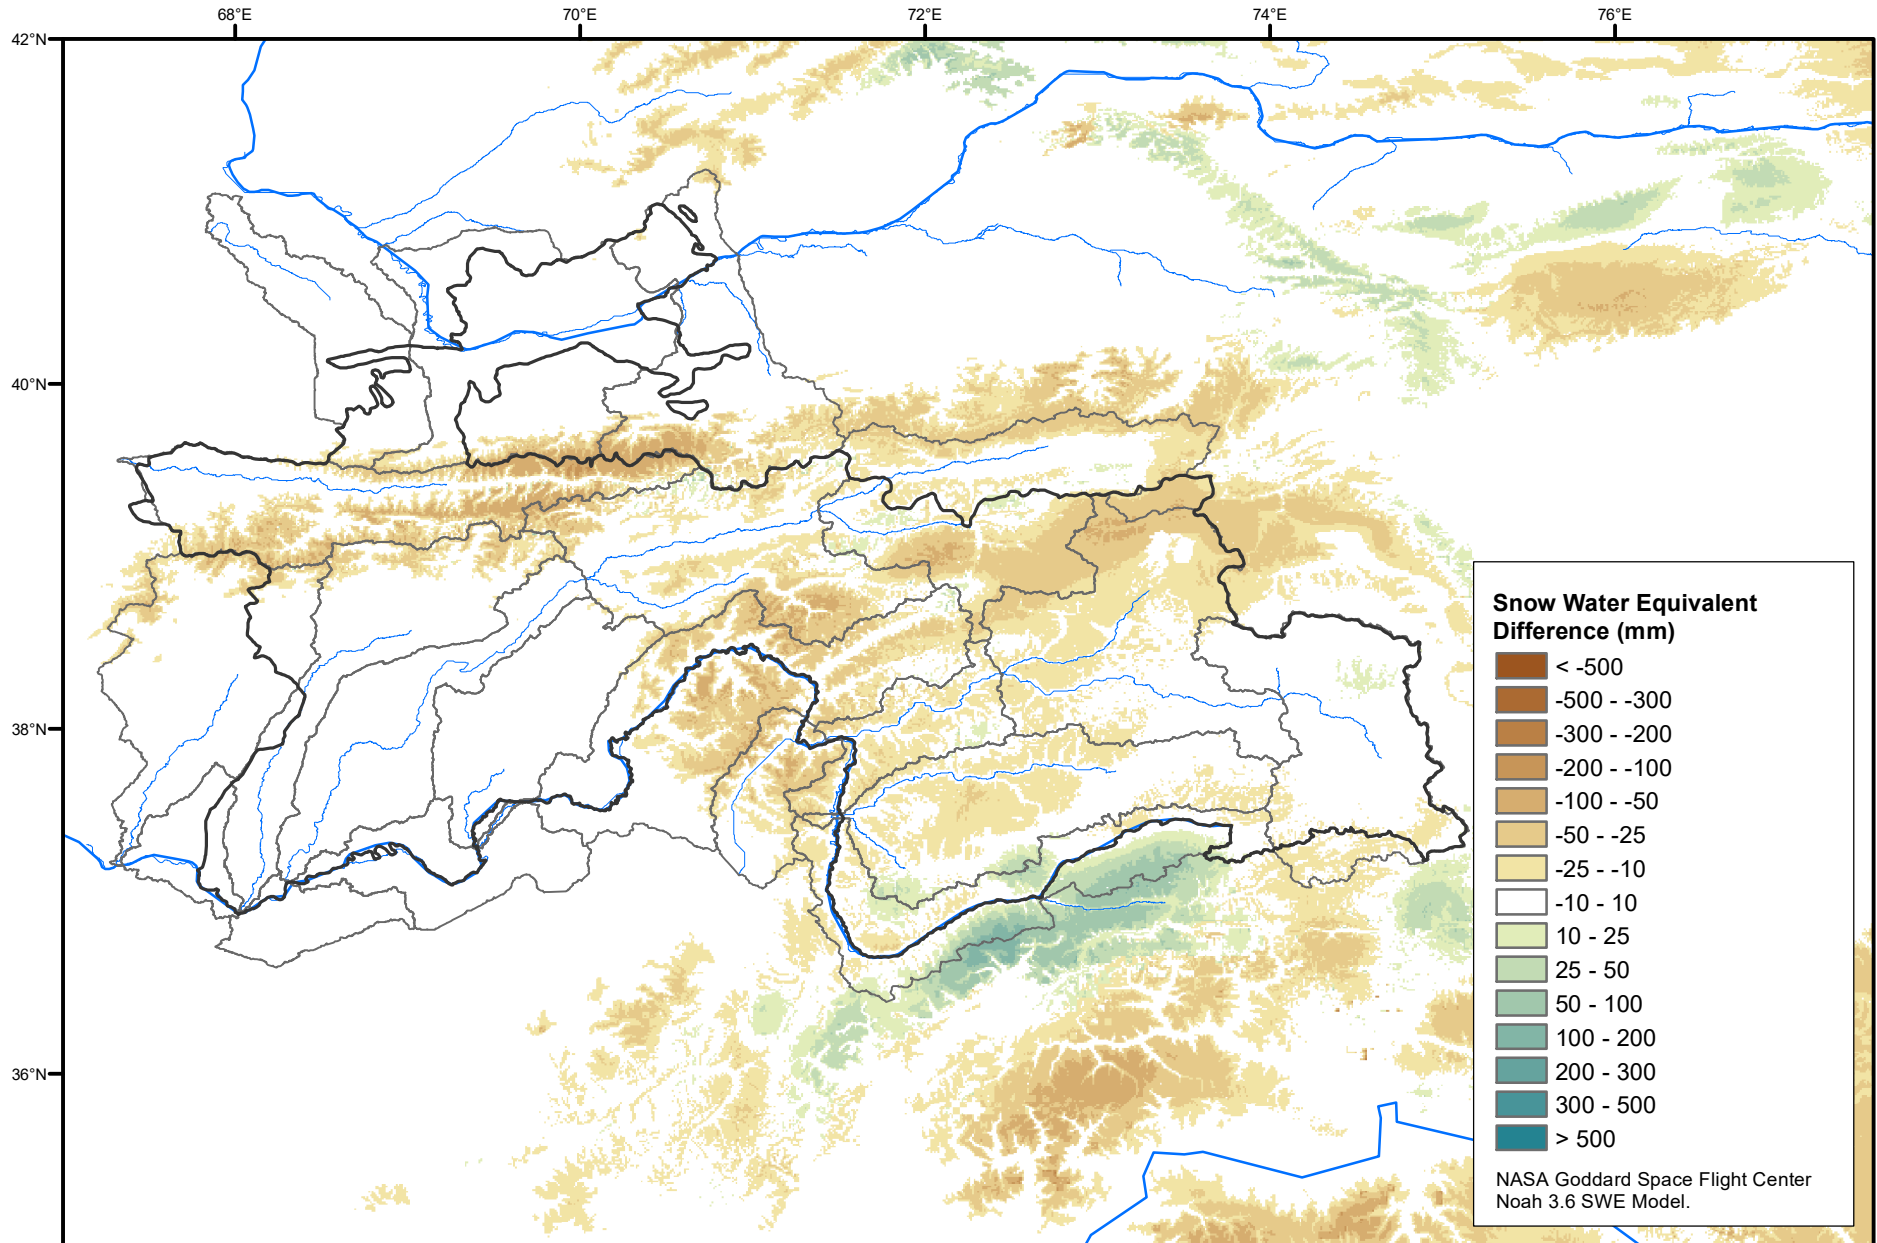 68°E 70°E 72°E 74°E 76°E
42°N
40°N
38°N
36°N
Snow Water Equivalent
Difference (mm)
< -500
-500 - -300
-300 - -200
-200 - -100
-100 - -50
-50 - -25
-25 - -10
-10 - 10
10 - 25
25 - 50
50 - 100
100 - 200
200 - 300
300 - 500
> 500
NASA Goddard Space Flight Center
Noah 3.6 SWE Model.